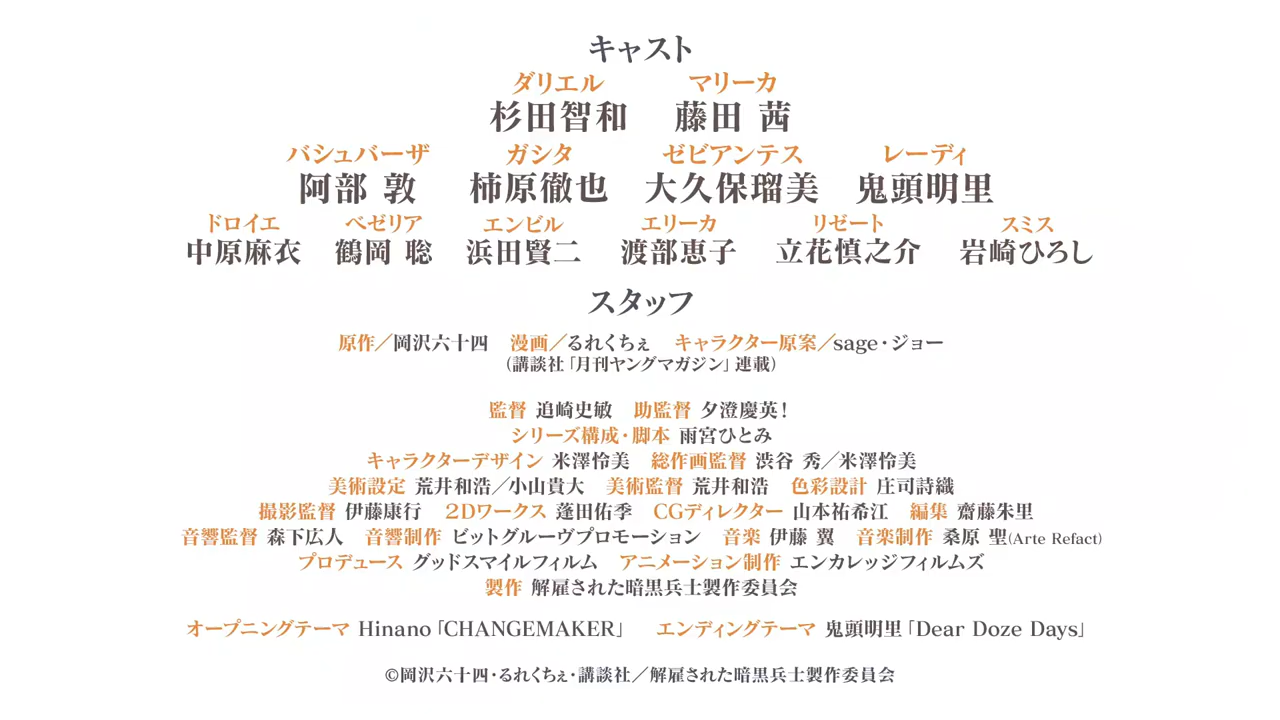 キャスト
ダリエル マリーカ
杉田智和 藤田 茜
バシュバーザ ガシタ ゼビアンテス レーディ
阿部 敦 柿原徹也 大久保瑠美 鬼頭明里
ドロイエ ベゼリア エンビル エリーカ リゼート スミス
中原麻衣 鶴岡 聡 浜田賢二 渡部恵子 立花慎之介 岩崎ひろし
スタッフ
原作／岡沢六十四 漫画／るれくちぇ キャラクター原案／sage・ジョー
（講談社「月刊ヤングマガジン」連載）
監督 追崎史敏 助監督 夕澄慶英！
シリーズ構成・脚本 雨宮ひとみ
キャラクターデザイン 米澤怜美 総作画監督 渋谷 秀／米澤怜美
美術設定 荒井和浩／小山貴大 美術監督 荒井和浩 色彩設計 庄司詩織
撮影監督 伊藤康行 2Dワークス 蓬田佑季 CGディレクター 山本祐希江 編集 齋藤朱里
音響監督 森下広人 音響制作 ビットグルーヴプロモーション 音楽 伊藤 翼 音楽制作 桑原 聖(Arte Refact)
プロデュース グッドスマイルフィルム アニメーション制作 エンカレッジフィルムズ
製作 解雇された暗黒兵士製作委員会
オープニングテーマ Hinano「CHANGEMAKER」 エンディングテーマ 鬼頭明里「Dear Doze Days」
©岡沢六十四・るれくちぇ・講談社／解雇された暗黒兵士製作委員会